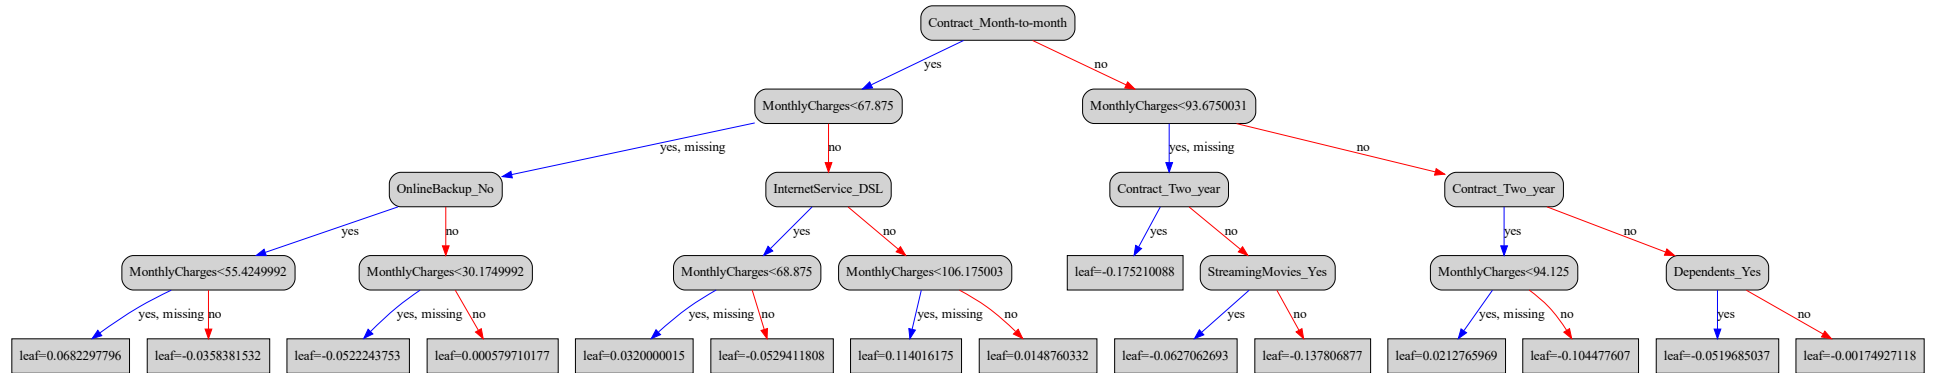 Contract_Month-to-month
yes
no
MonthlyCharges<67.875
MonthlyCharges<93.6750031
yes, missing
no
yes, missing
no
OnlineBackup_No
InternetService_DSL
Contract_Two_year
Contract_Two_year
yes
no
yes
no
yes
no
yes
no
MonthlyCharges<55.4249992
MonthlyCharges<30.1749992
MonthlyCharges<68.875
MonthlyCharges<106.175003
leaf=-0.175210088
StreamingMovies_Yes
MonthlyCharges<94.125
Dependents_Yes
yes, missing
no
yes, missing
no
yes, missing
no
yes, missing
no
yes
no
yes, missing
no
yes
no
leaf=0.0682297796
leaf=-0.0358381532
leaf=-0.0522243753
leaf=0.000579710177
leaf=0.0320000015
leaf=-0.0529411808
leaf=0.114016175
leaf=0.0148760332
leaf=-0.0627062693
leaf=-0.137806877
leaf=0.0212765969
leaf=-0.104477607
leaf=-0.0519685037
leaf=-0.00174927118